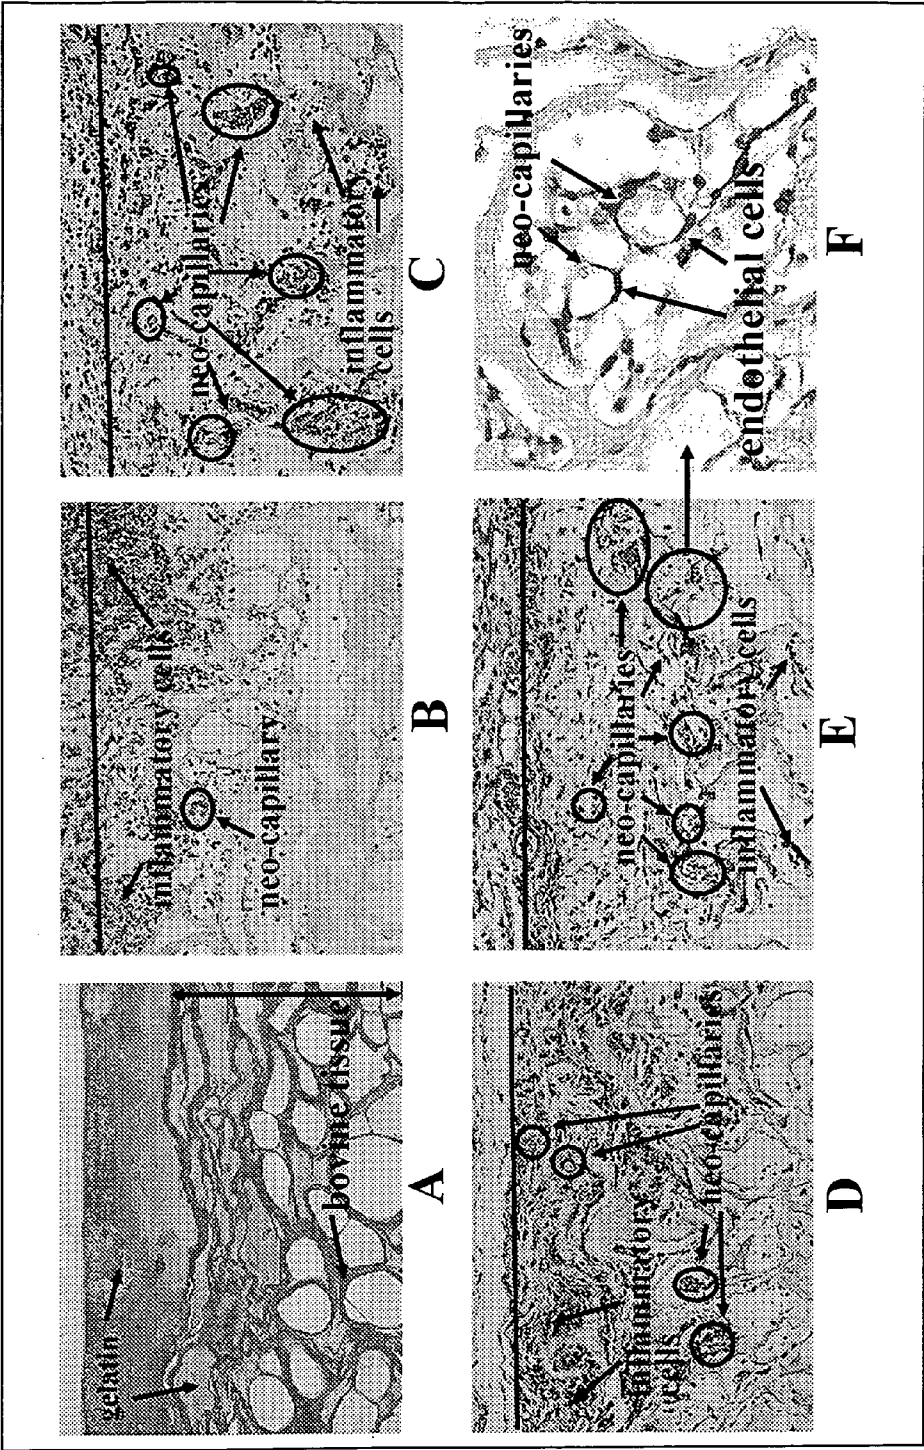 gelatin
bovine tissue
A
inflammatory cells
neo-capillary
B
neo-capillaries
inflammatory
cells
C
inflammatory
cells
neo-capillaries
D
neo-capillaries
inflammatory cells
E
neo-capillaries
endothelial cells
F